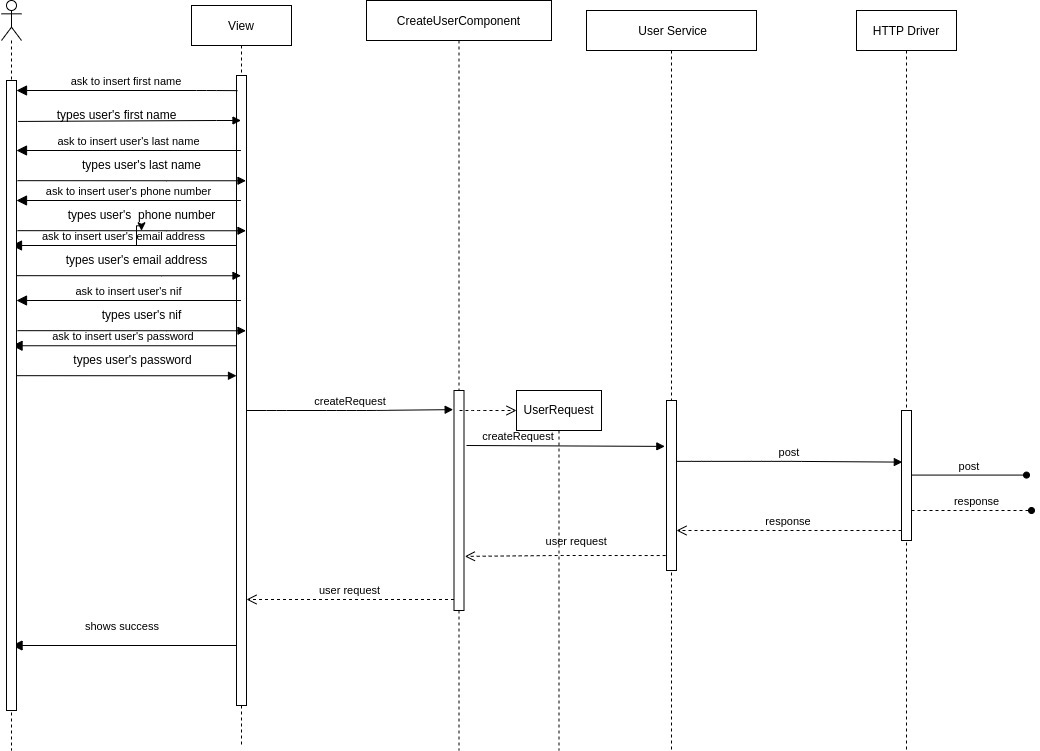 View
CreateUserComponent
User Service
HTTP Driver
ask to insert first name
types user's first name
ask to insert user's last name
types user's last name
ask to insert user's phone number
types user's  phone number
ask to insert user's email address
types user's email address
ask to insert user's nif
types user's nif
ask to insert user's password
types user's password
createRequest
UserRequest
createRequest
post
post
response
response
user request
user request
shows success